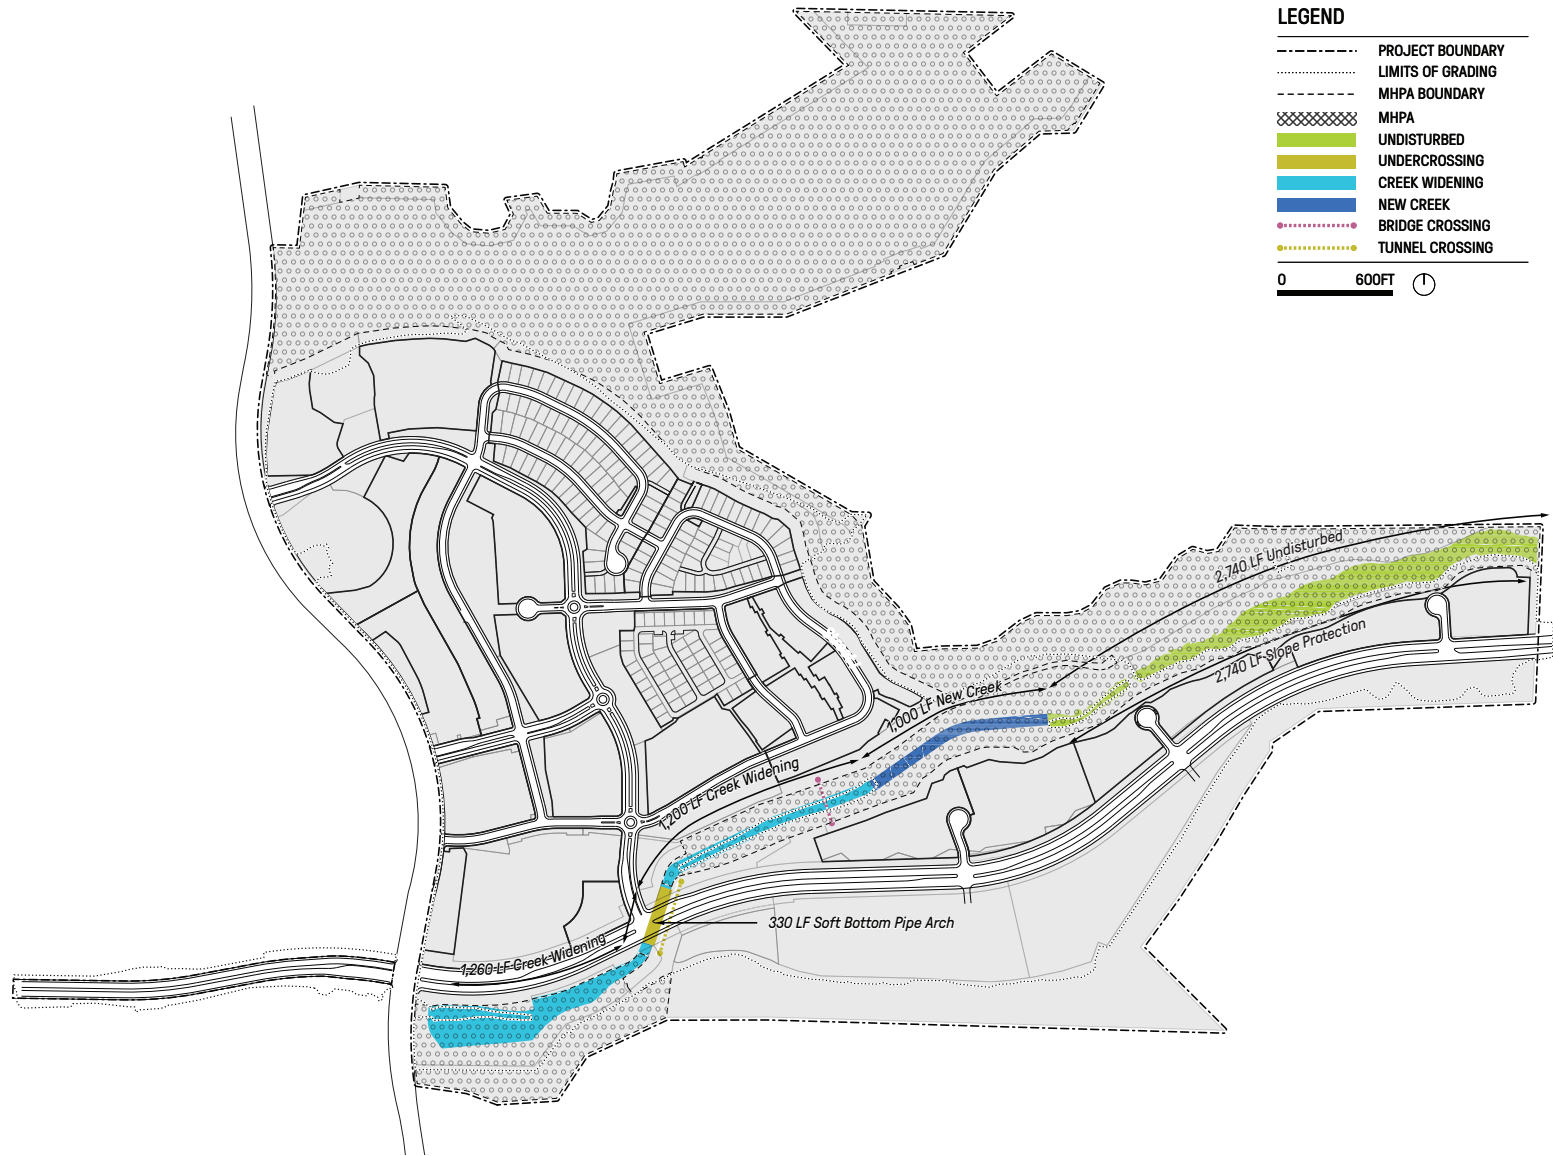 LEGEND
PROJECT BOUNDARY
LIMITS OF GRADING
MHPA BOUNDARY
MHPA
UNDISTURBED
UNDERCROSSING
CREEK WIDENING
NEW CREEK
BRIDGE CROSSING
TUNNEL CROSSING
0 600FT
2,740 LF Undisturbed
2,740 LF Slope Protection
1,000 LF New Creek
1,200 LF Creek Widening
330 LF Soft Bottom Pipe Arch
1,260 LF Creek Widening